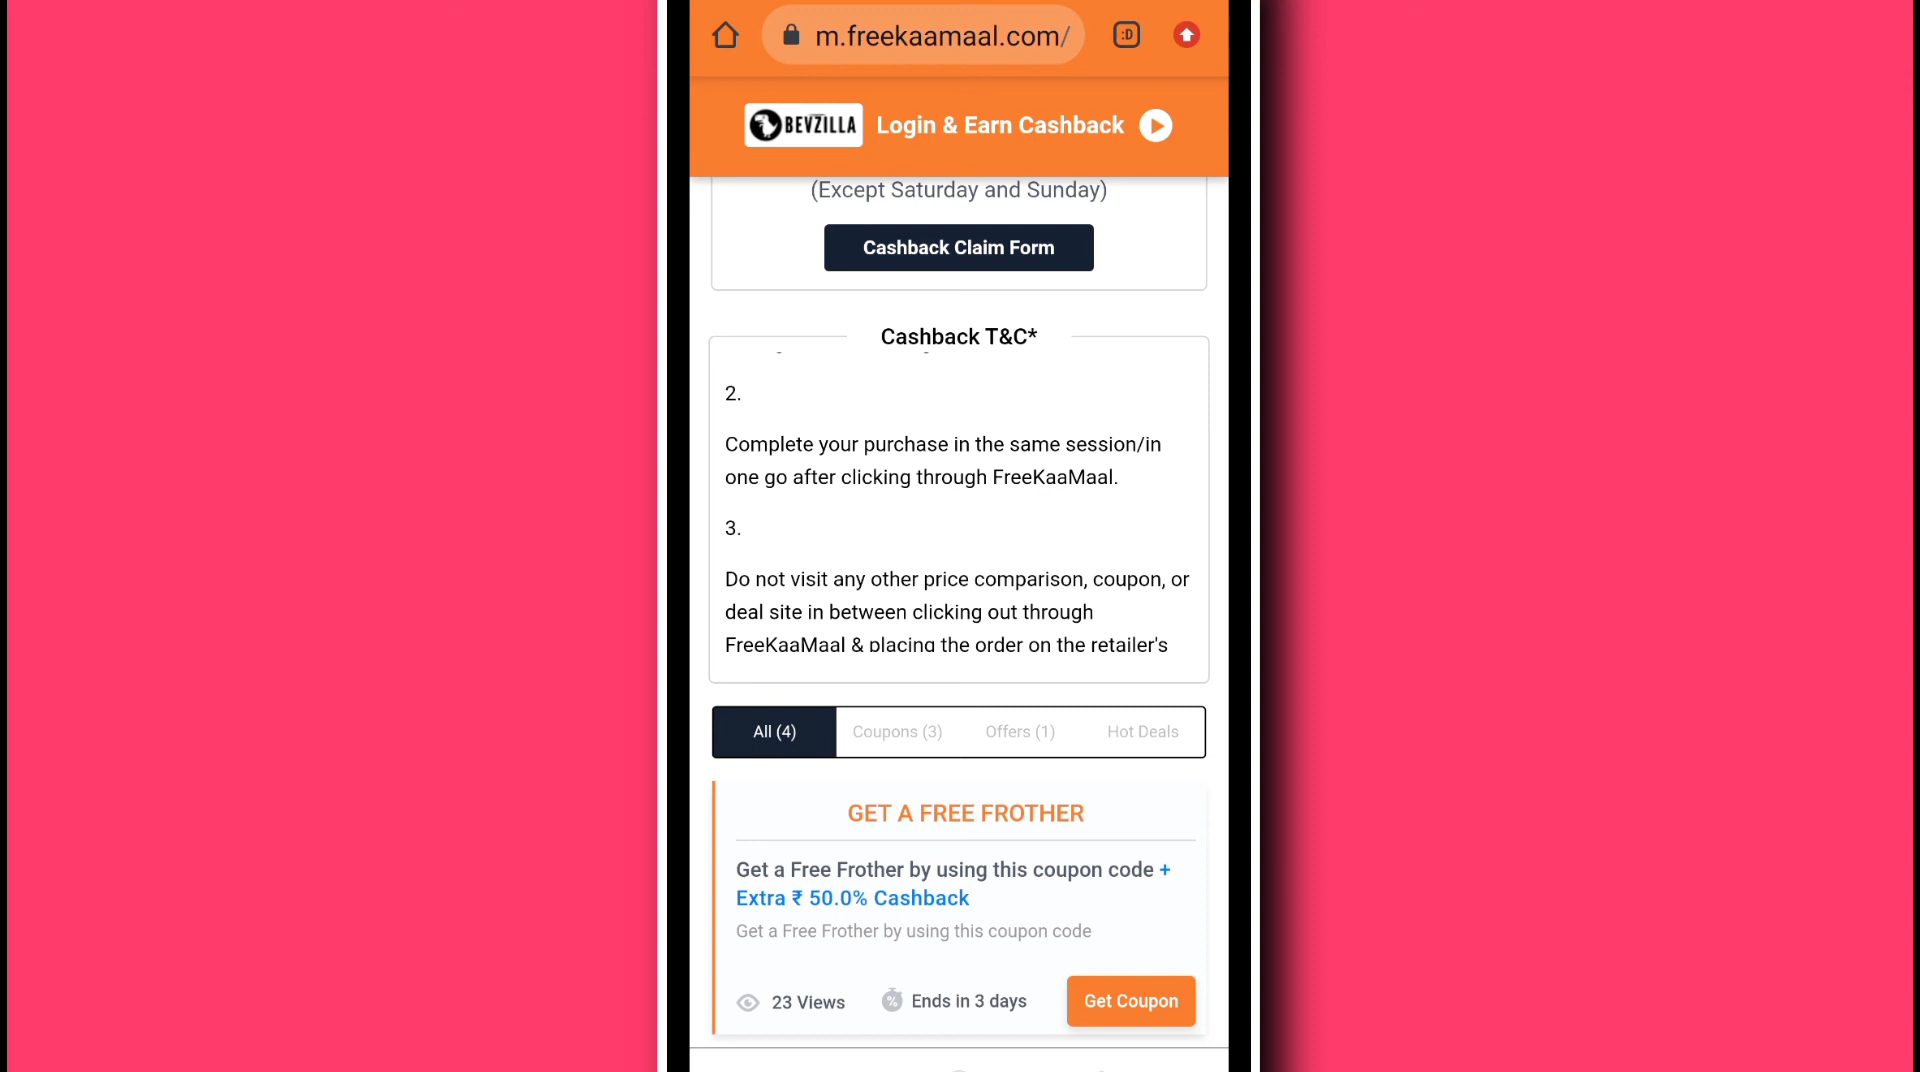 m.freekaamaal.com/
:D
BEVZILLA Login & Earn Cashback
(Except Saturday and Sunday)
Cashback Claim Form
Cashback T&C*
2.
Complete your purchase in the same session/in
one go after clicking through FreeKaaMaal.
3.
Do not visit any other price comparison, coupon, or
deal site in between clicking out through
FreeKaaMaal & placing the order on the retailer's
All (4) Coupons (3) Offers (1) Hot Deals
GET A FREE FROTHER
Get a Free Frother by using this coupon code +
Extra ₹ 50.0% Cashback
Get a Free Frother by using this coupon code
23 Views % Ends in 3 days Get Coupon